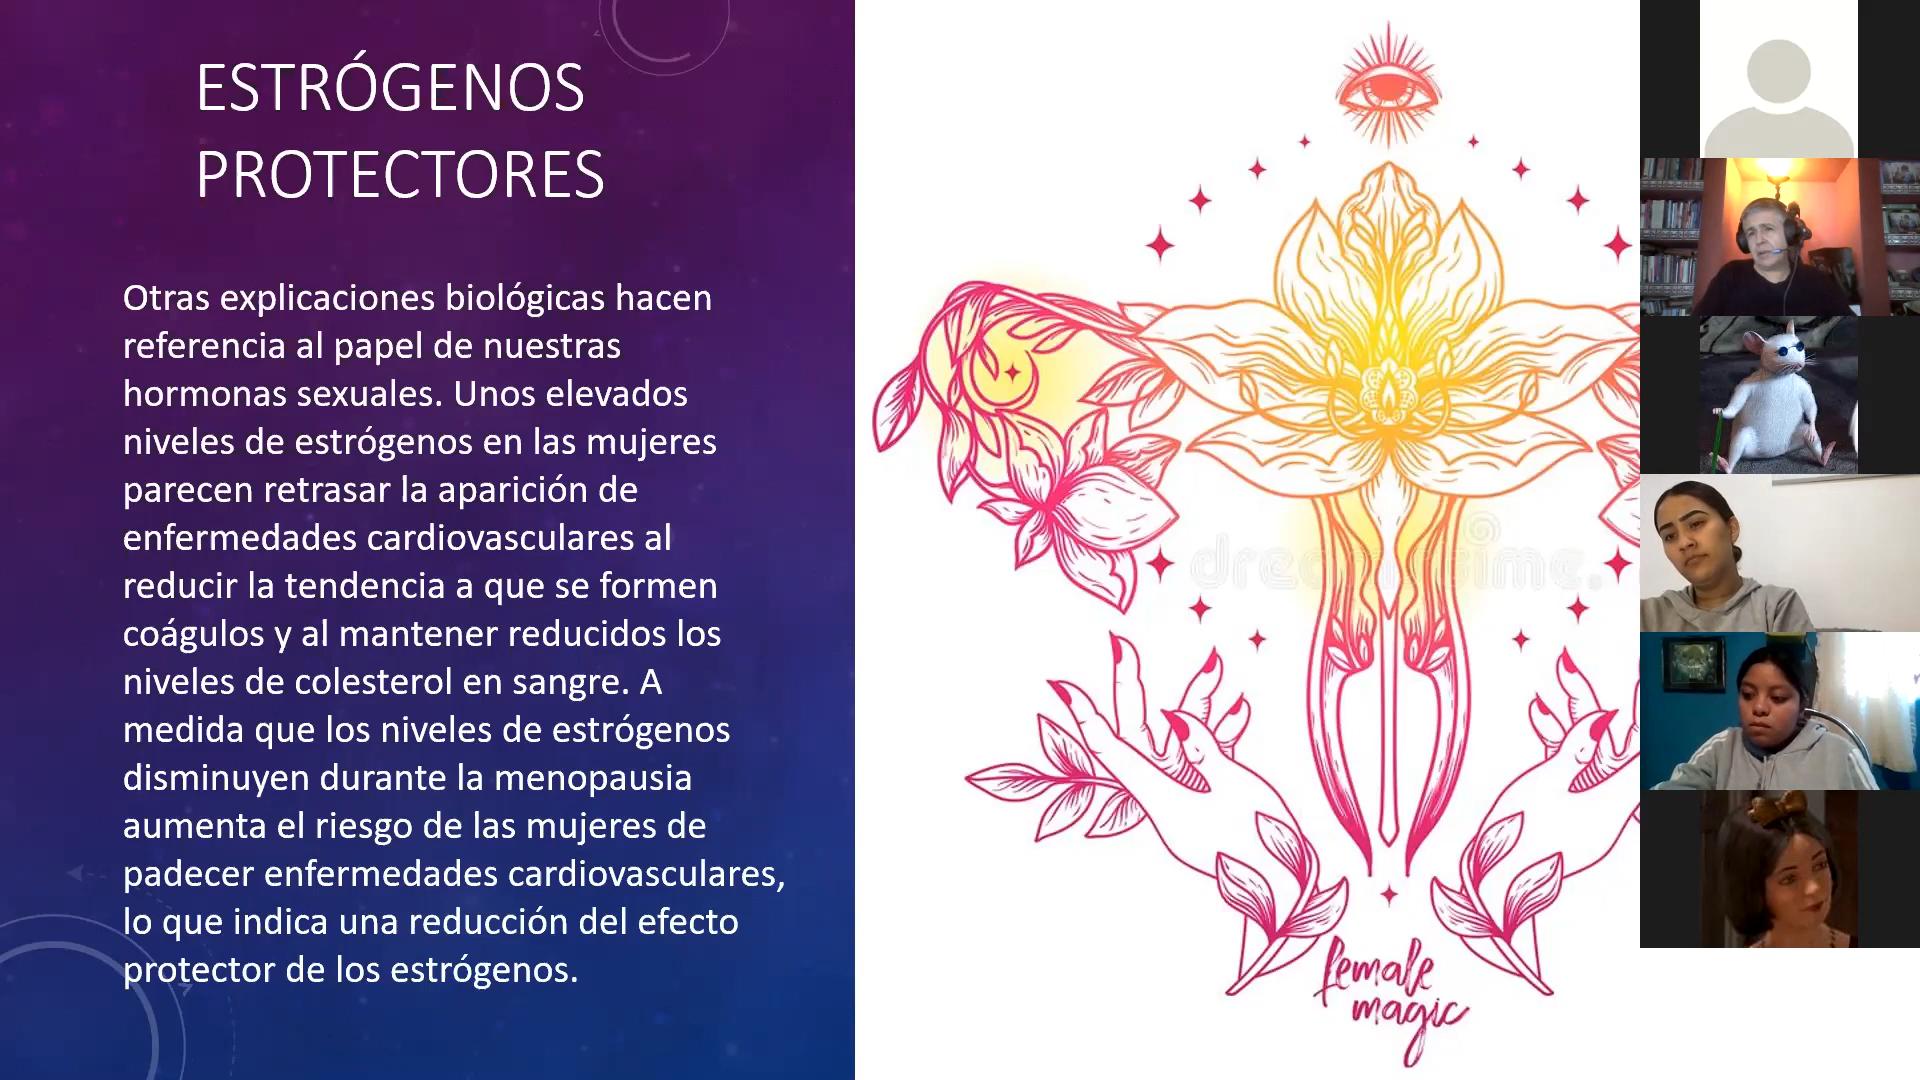 ESTRÓGENOS
PROTECTORES
Otras explicaciones biológicas hacen
referencia al papel de nuestras
hormonas sexuales. Unos elevados
niveles de estrógenos en las mujeres
parecen retrasar la aparición de
enfermedades cardiovasculares al
reducir la tendencia a que se formen
coágulos y al mantener reducidos los
niveles de colesterol en sangre. A
medida que los niveles de estrógenos
disminuyen durante la menopausia
aumenta el riesgo de las mujeres de
padecer enfermedades cardiovasculares,
lo que indica una reducción del efecto
protector de los estrógenos.
dreamstime.
female
magic